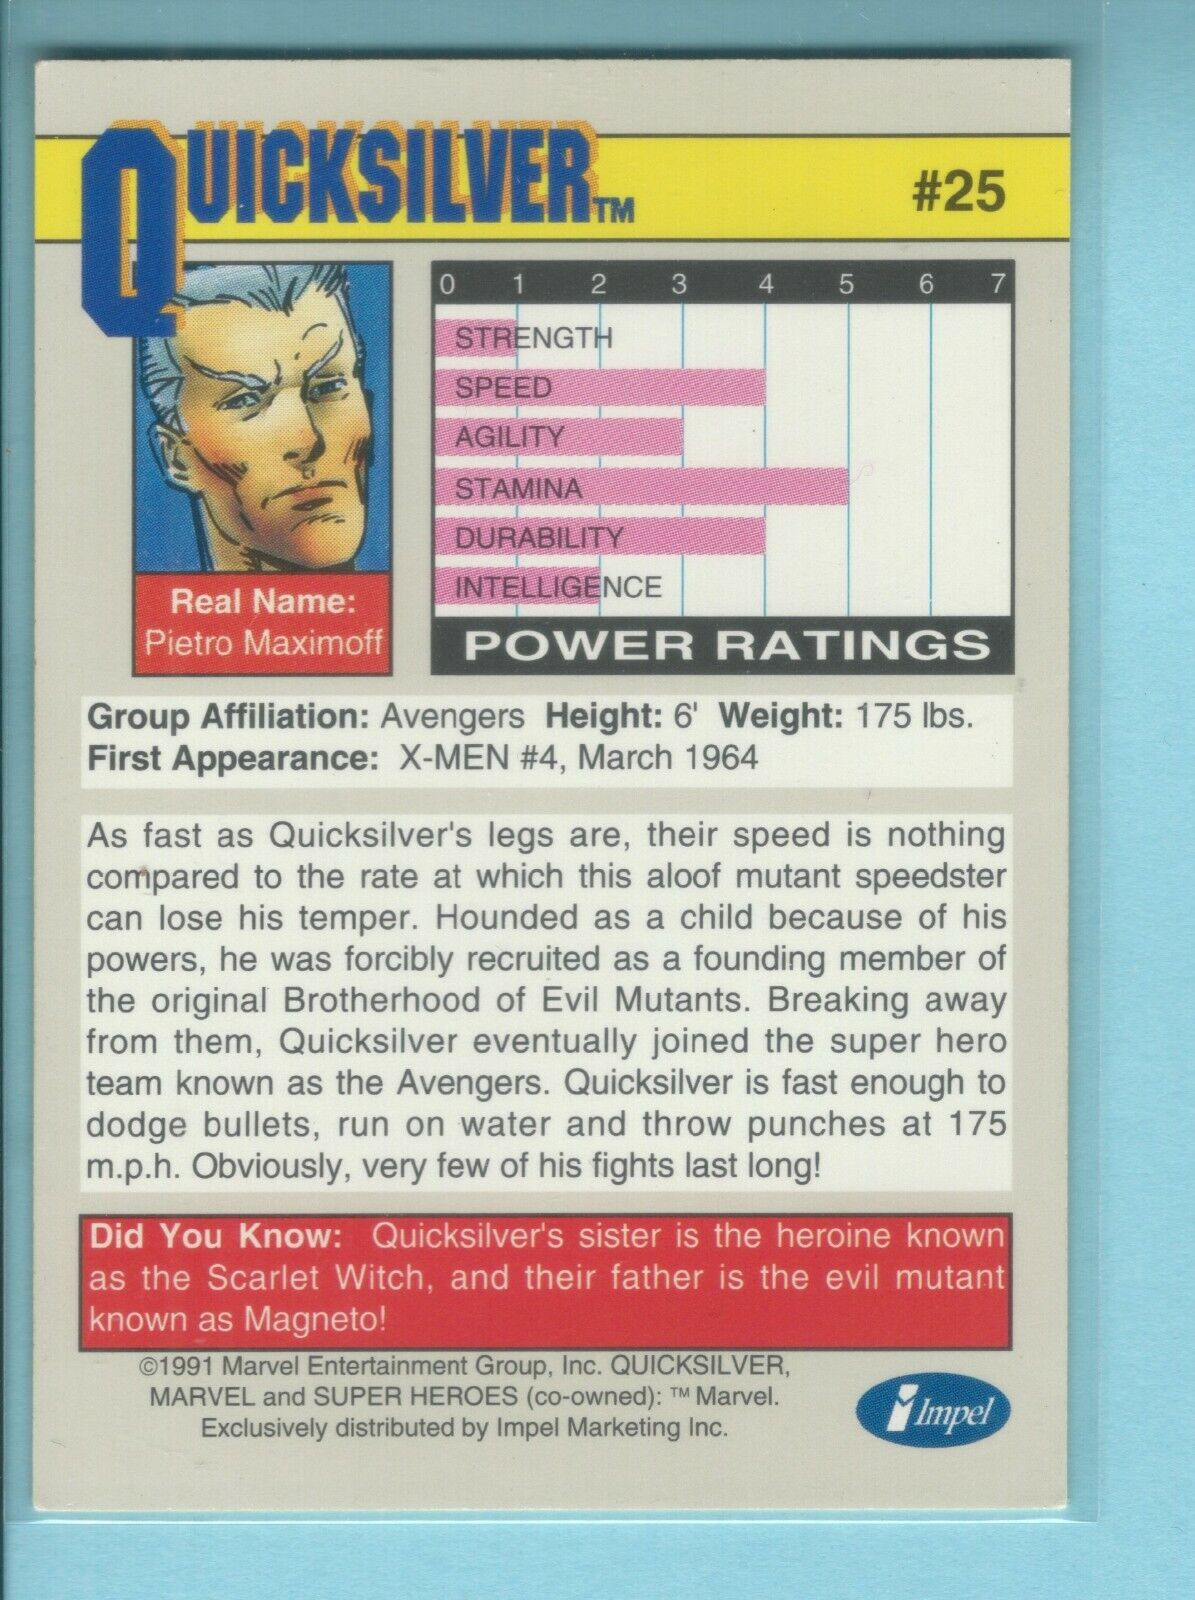 QUICKSILVER™
#25
0 1 2 3 4 5 6 7
STRENGTH
SPEED
AGILITY
STAMINA
DURABILITY
INTELLIGENCE
POWER RATINGS
Real Name:
Pietro Maximoff
Group Affiliation: Avengers Height: 6' Weight: 175 lbs.
First Appearance: X-MEN #4, March 1964
As fast as Quicksilver's legs are, their speed is nothing
compared to the rate at which this aloof mutant speedster
can lose his temper. Hounded as a child because of his
powers, he was forcibly recruited as a founding member of
the original Brotherhood of Evil Mutants. Breaking away
from them, Quicksilver eventually joined the super hero
team known as the Avengers. Quicksilver is fast enough to
dodge bullets, run on water and throw punches at 175
m.p.h. Obviously, very few of his fights last long!
Did You Know: Quicksilver's sister is the heroine known
as the Scarlet Witch, and their father is the evil mutant
known as Magneto!
©1991 Marvel Entertainment Group, Inc. QUICKSILVER,
MARVEL and SUPER HEROES (co-owned): ™ Marvel.
Exclusively distributed by Impel Marketing Inc.
Impel